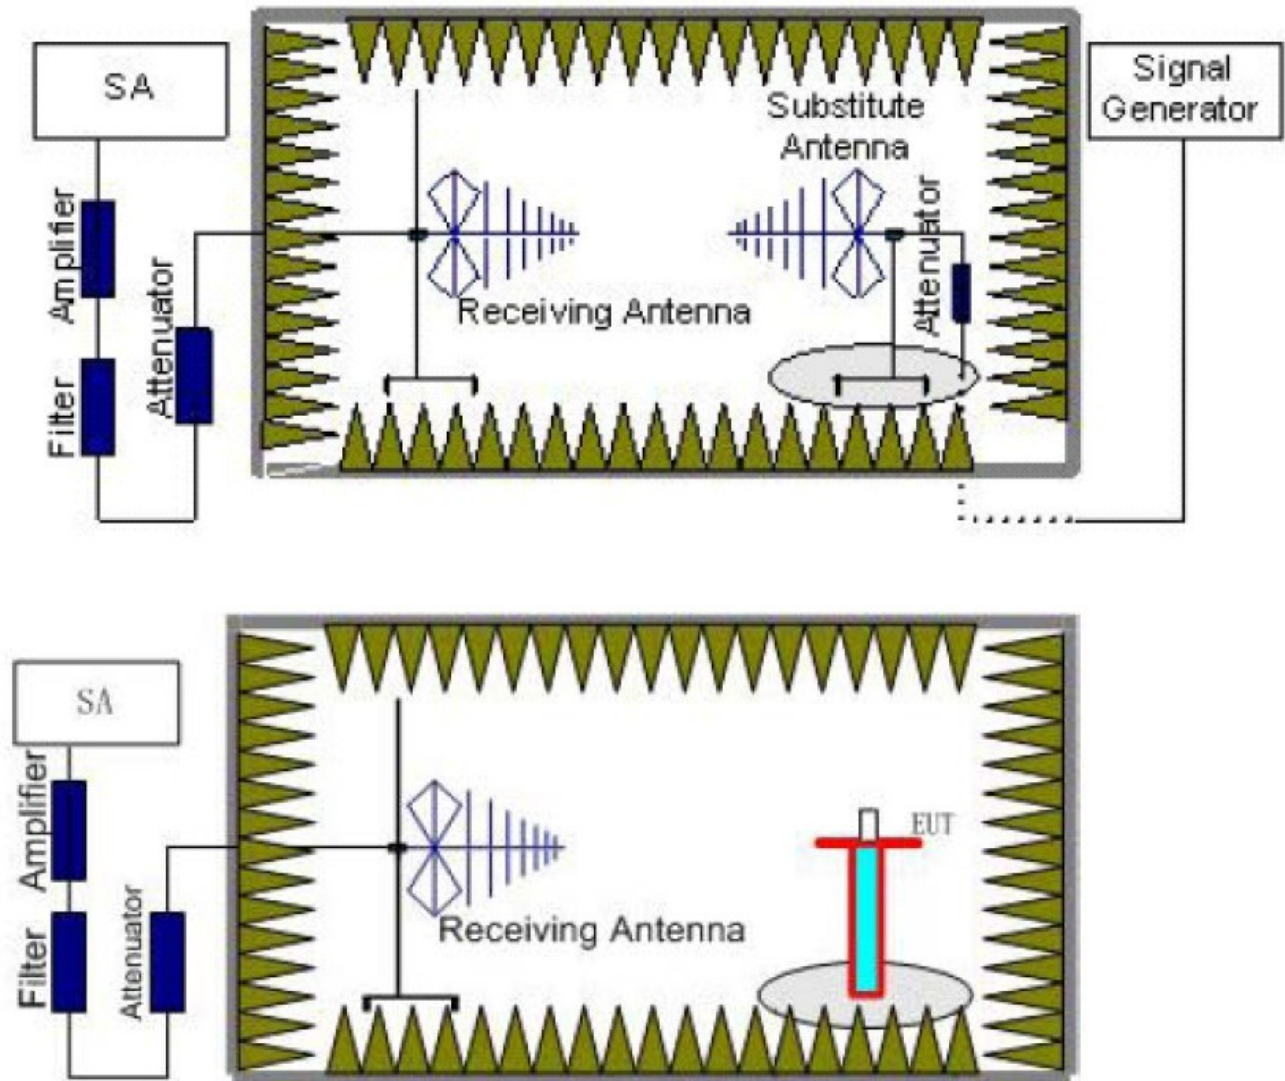 SA
Signal
Generator
Substitute
Antenna
Amplifier
Attenuator
Attenuator
Receiving Antenna
Filter
SA
Amplifier
EUT
Receiving Antenna
Attenuator
Filter